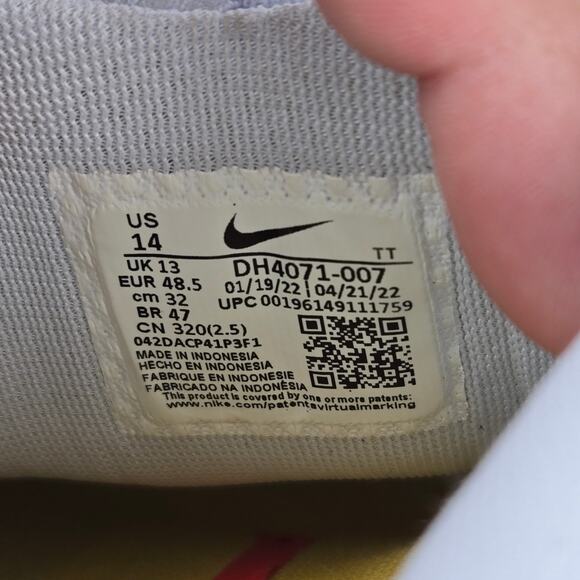 US
14
TT
UK 13
DH4071-007
EUR 48.5
01/19/22 | 04/21/22
cm 32
UPC 00196149111759
BR 47
CN 320(2.5)
042DACP41P3F1
MADE IN INDONESIA
HECHO EN INDONESIA
FABRIQUE EN INDONESIE
FABRICADO NA INDONÉSIA
This product is covered by one or more patents:
www.nike.com/patentsvirtualmarking